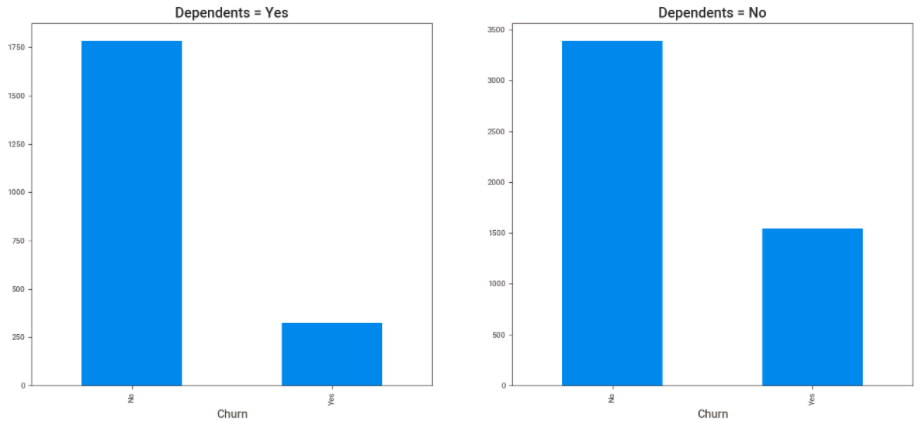 Dependents = Yes
1750
1500
1250
1000
750
500
250
0
No
Yes
Churn
Dependents = No
3500
3000
2500
2000
1500
1000
500
0
No
Yes
Churn